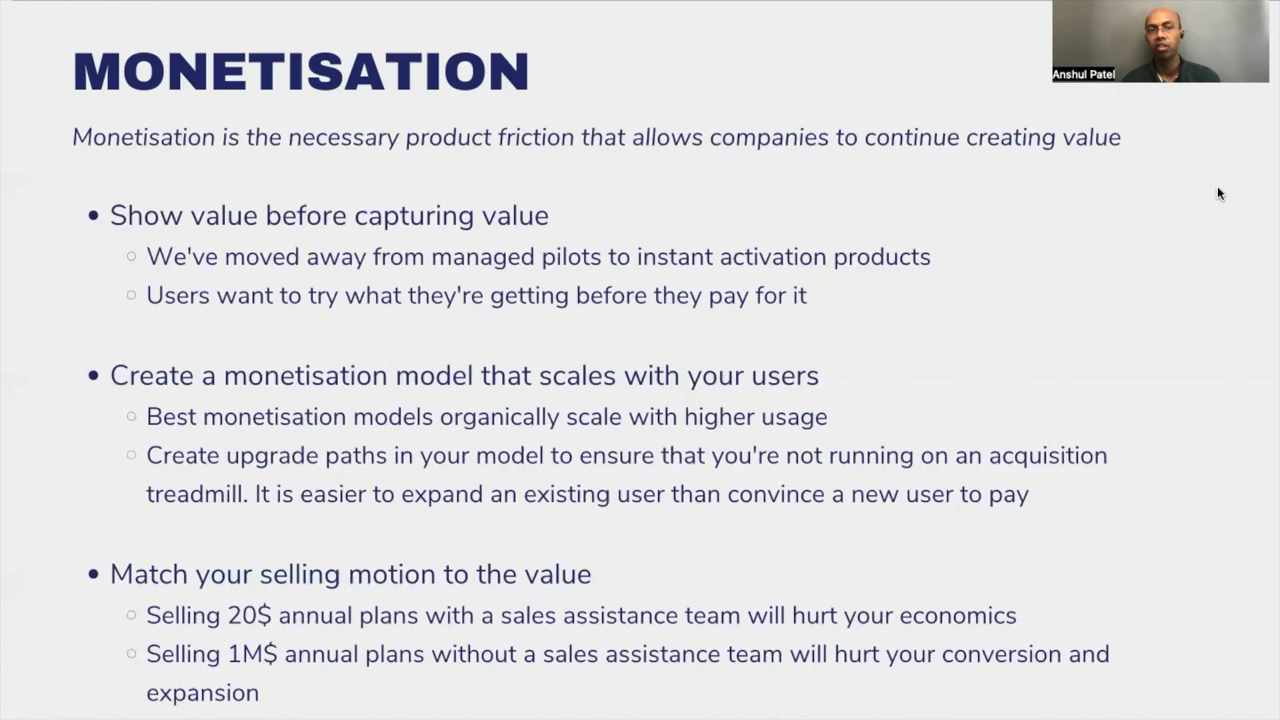 MONETISATION
Anshul Patel
Monetisation is the necessary product friction that allows companies to continue creating value
• Show value before capturing value
○ We've moved away from managed pilots to instant activation products
○ Users want to try what they're getting before they pay for it
• Create a monetisation model that scales with your users
○ Best monetisation models organically scale with higher usage
○ Create upgrade paths in your model to ensure that you're not running on an acquisition
treadmill. It is easier to expand an existing user than convince a new user to pay
• Match your selling motion to the value
○ Selling 20$ annual plans with a sales assistance team will hurt your economics
○ Selling 1M$ annual plans without a sales assistance team will hurt your conversion and
expansion